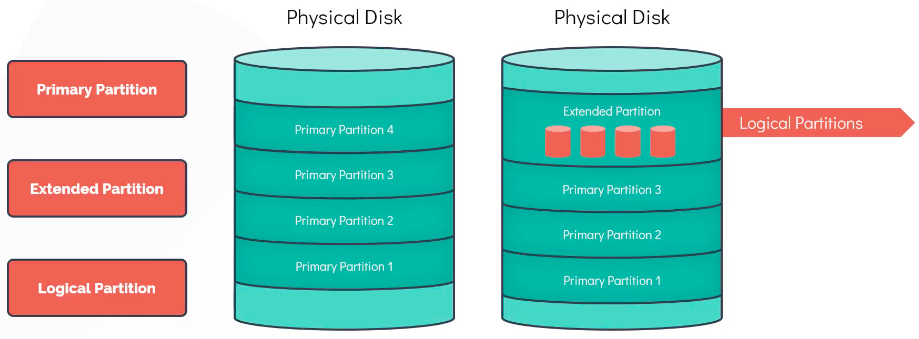 Physical Disk
Physical Disk
Primary Partition
Extended Partition
Logical Partition
Primary Partition 4
Primary Partition 3
Primary Partition 2
Primary Partition 1
Extended Partition
Primary Partition 3
Primary Partition 2
Primary Partition 1
Logical Partitions